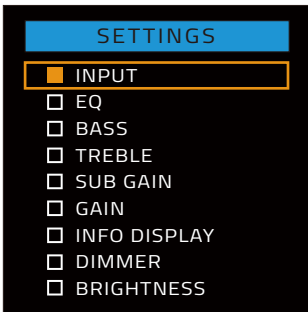 SETTINGS
INPUT
EQ
BASS
TREBLE
SUB GAIN
GAIN
INFO DISPLAY
DIMMER
BRIGHTNESS